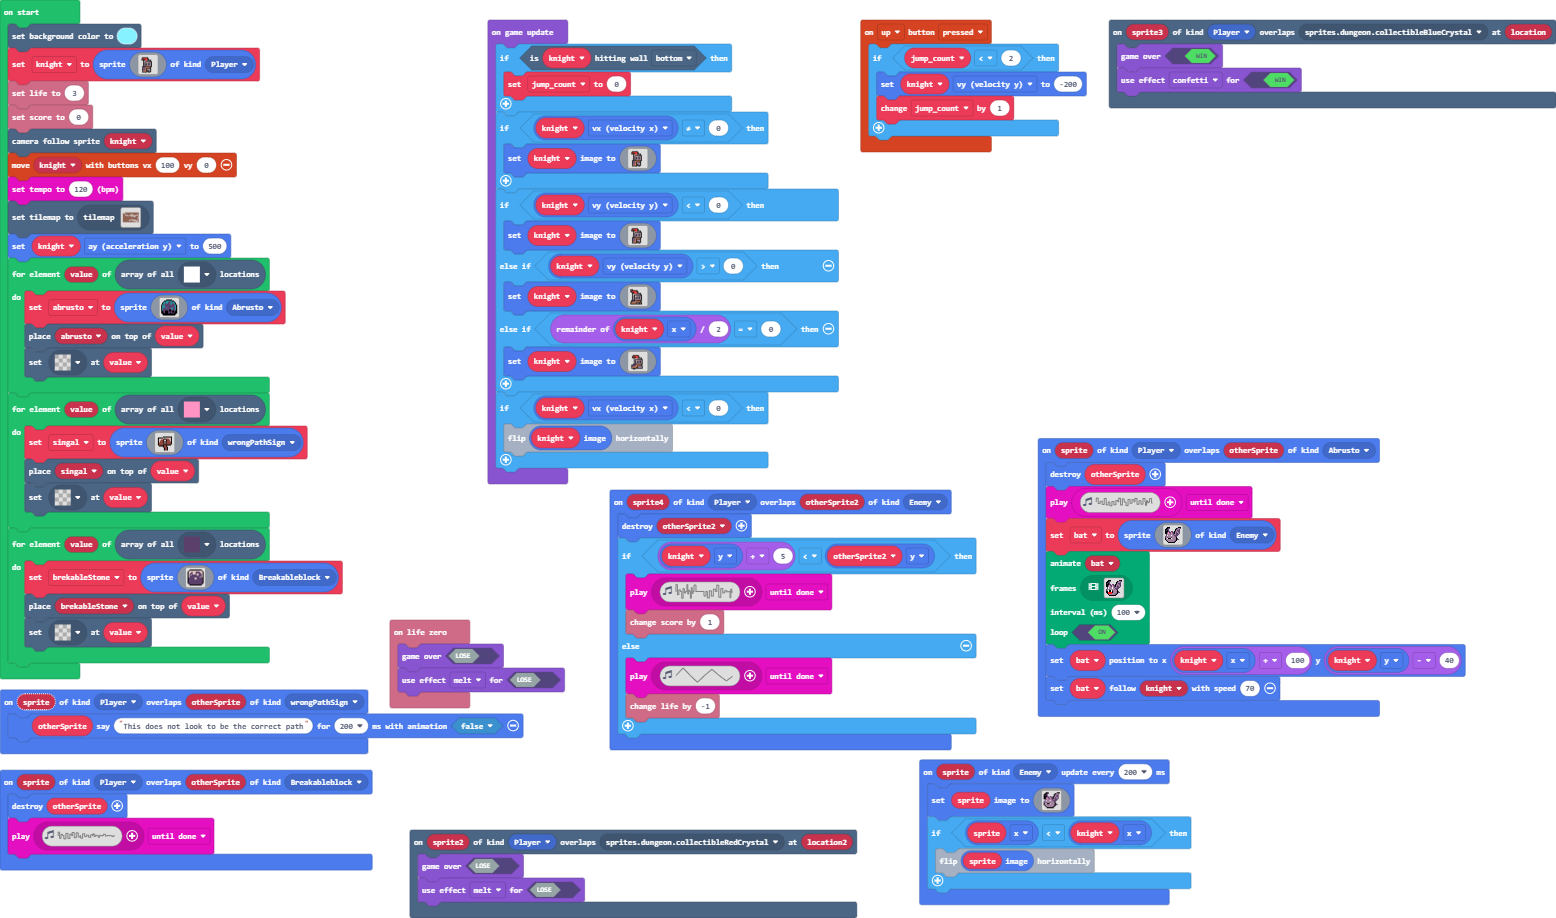 on start
set background color to
set knight to sprite of kind Player
set life to 3
set score to 0
camera follow sprite knight
move knight with buttons vx 100 vy 0
set tempo to 120 (bpm)
set tilemap to tilemap
set knight ay (acceleration y) to 500
for element value of array of all locations
do
set abrusto to sprite of kind Abrusto
place abrusto on top of value
set at value
for element value of array of all locations
do
set singal to sprite of kind wrongPathSign
place singal on top of value
set at value
for element value of array of all locations
do
set brekableStone to sprite of kind Breakableblock
place brekableStone on top of value
set at value
on sprite of kind Player overlaps otherSprite of kind wrongPathSign
otherSprite say "This does not look to be the correct path" for 200 ms with animation false
on sprite of kind Player overlaps otherSprite of kind Breakableblock
destroy otherSprite
play until done
on life zero
game over LOSE
use effect melt for LOSE
on sprite2 of kind Player overlaps sprites.dungeon.collectibleRedCrystal at location2
game over LOSE
use effect melt for LOSE
on game update
if is knight hitting wall bottom then
set jump_count to 0
if knight vx (velocity x) ≠ 0 then
set knight image to
if knight vy (velocity y) < 0 then
set knight image to
else if knight vy (velocity y) > 0 then
set knight image to
else if remainder of knight x / 2 = 0 then
set knight image to
if knight vx (velocity x) < 0 then
flip knight image horizontally
on sprite4 of kind Player overlaps otherSprite2 of kind Enemy
destroy otherSprite2
if knight y + 5 < otherSprite2 y then
play until done
change score by 1
else
play until done
change life by -1
on up button pressed
if jump_count < 2 then
set knight vy (velocity y) to -200
change jump_count by 1
on sprite3 of kind Player overlaps sprites.dungeon.collectibleBlueCrystal at location
game over WIN
use effect confetti for WIN
on sprite of kind Player overlaps otherSprite of kind Abrusto
destroy otherSprite
play until done
set bat to sprite of kind Enemy
animate bat
frames
interval (ms) 100
loop ON
set bat position to x knight x + 100 y knight y - 40
set bat follow knight with speed 70
on sprite of kind Enemy update every 200 ms
set sprite image to
if sprite x < knight x then
flip sprite image horizontally